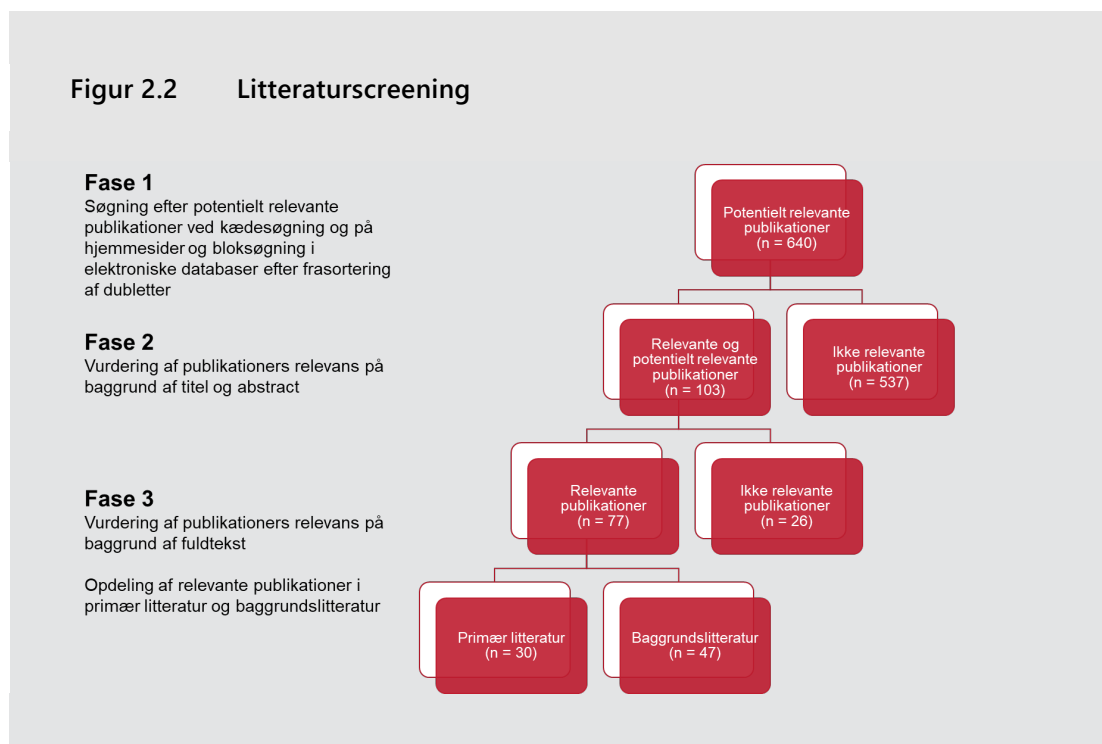 Figur 2.2 Litteraturscreening
Fase 1
Søgning efter potentielt relevante
publikationer ved kædesøgning og på
hjemmesider og bloksøgning i
elektroniske databaser efter frasortering
af dubletter
Potentielt relevante
publikationer
(n = 640)
Fase 2
Vurdering af publikationers relevans på
baggrund af titel og abstract
Relevante og
potentielt relevante
publikationer
(n = 103)
Ikke relevante
publikationer
(n = 537)
Fase 3
Vurdering af publikationers relevans på
baggrund af fuldtekst
Opdeling af relevante publikationer i
primær litteratur og baggrundslitteratur
Relevante
publikationer
(n = 77)
Ikke relevante
publikationer
(n = 26)
Primær litteratur
(n = 30)
Baggrundslitteratur
(n = 47)